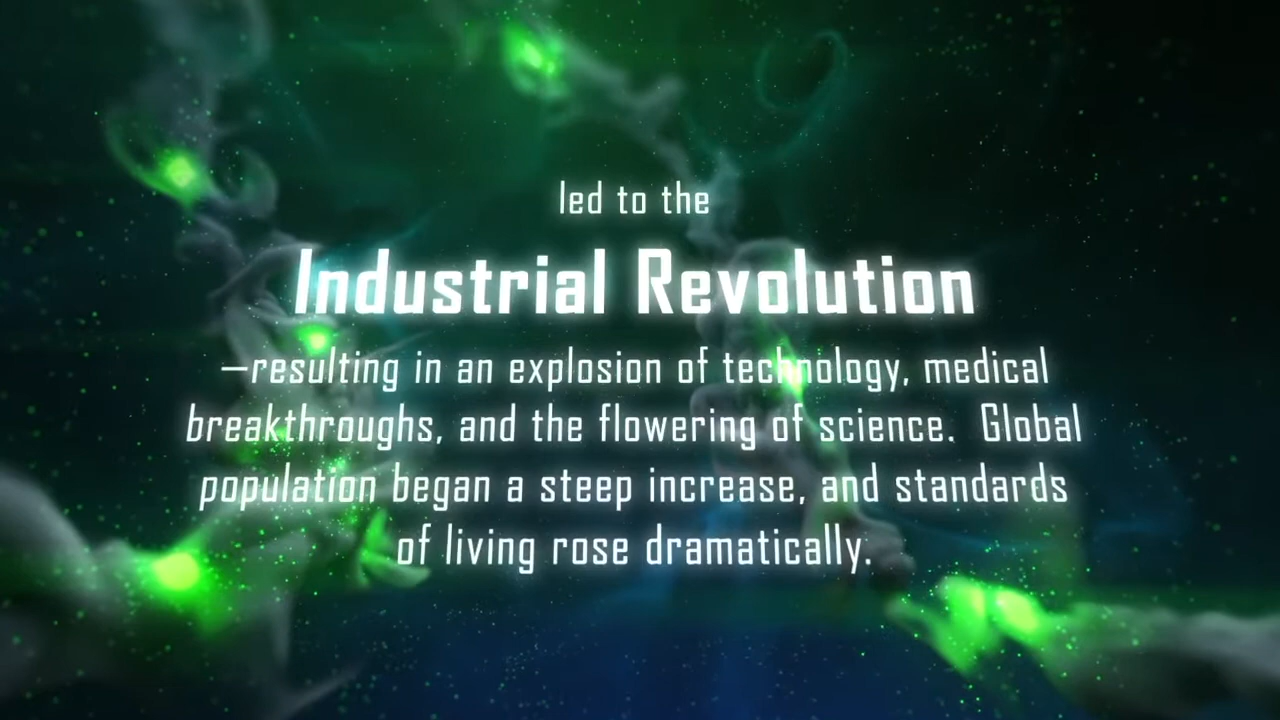 led to the
Industrial Revolution
—resulting in an explosion of technology, medical
breakthroughs, and the flowering of science.  Global
population began a steep increase, and standards
of living rose dramatically.